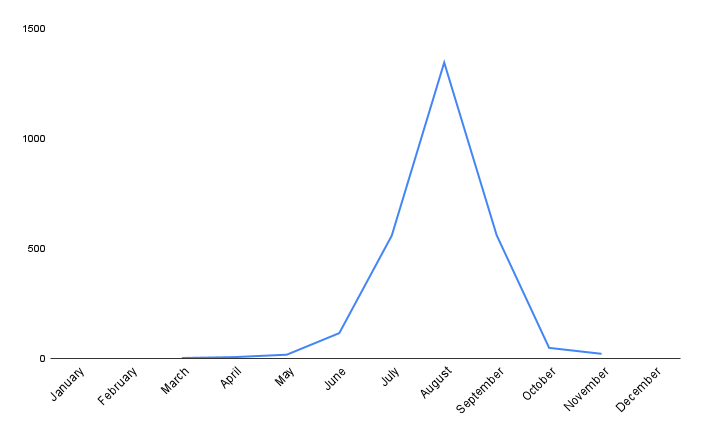 1500
1000
500
0
January
February
March
April
May
June
July
August
September
October
November
December